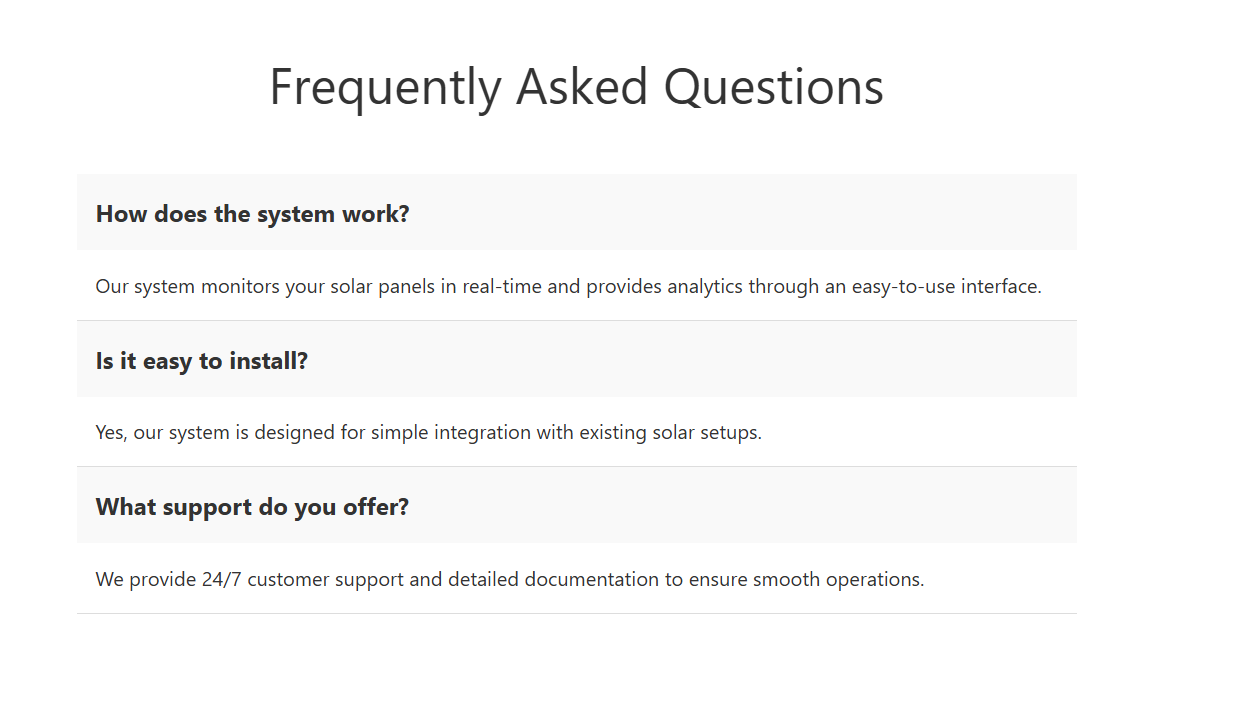 Frequently Asked Questions
How does the system work?
Our system monitors your solar panels in real-time and provides analytics through an easy-to-use interface.
Is it easy to install?
Yes, our system is designed for simple integration with existing solar setups.
What support do you offer?
We provide 24/7 customer support and detailed documentation to ensure smooth operations.